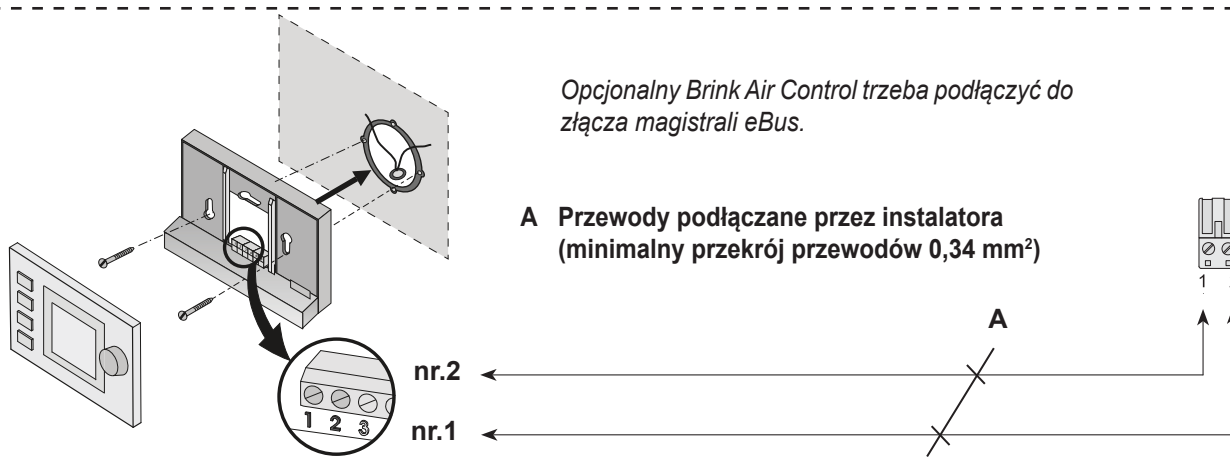 Opcjonalny Brink Air Control trzeba podłączyć do
złącza magistrali eBus.
A Przewody podłączane przez instalatora
(minimalny przekrój przewodów 0,34 mm²)
1
A
nr.2
1 2 3
nr.1